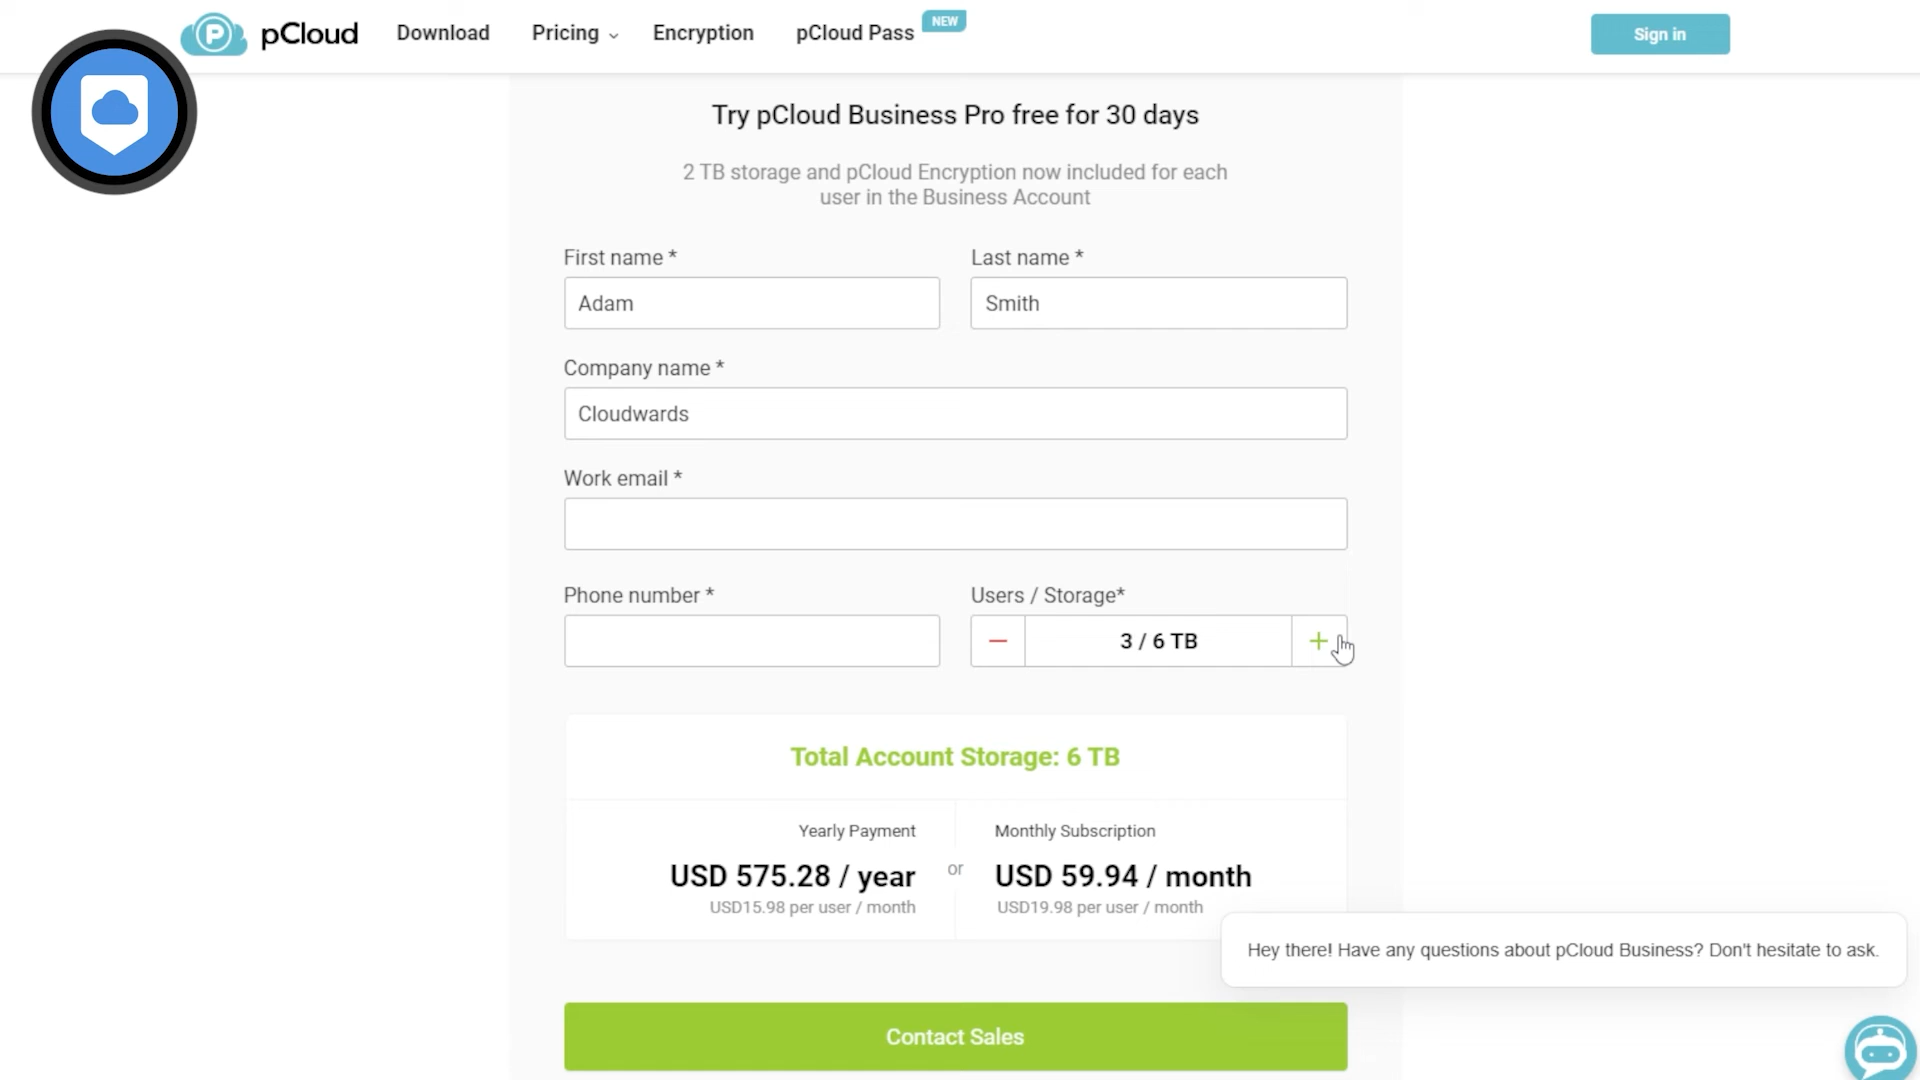 pCloud
Download
Pricing
Encryption
pCloud Pass
NEW
Sign in
Try pCloud Business Pro free for 30 days
2 TB storage and pCloud Encryption now included for each
user in the Business Account
First name *
Last name *
Adam
Smith
Company name *
Cloudwards
Work email *
Phone number *
Users / Storage*
3 / 6 TB
Total Account Storage: 6 TB
Yearly Payment
Monthly Subscription
USD 575.28 / year
or
USD 59.94 / month
USD15.98 per user / month
USD19.98 per user / month
Hey there! Have any questions about pCloud Business? Don't hesitate to ask.
Contact Sales